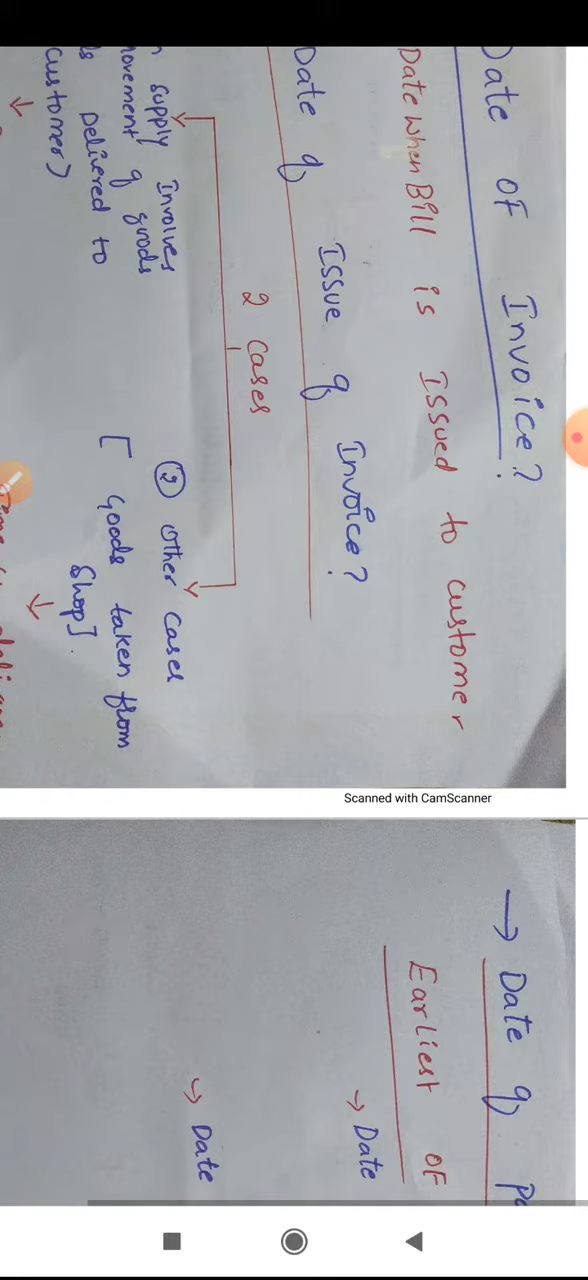 Date OF Invoice?
Date when Bill is Issued to customer
Date of Issue of Invoice?
2 cases
supply Involves
movement of goods
Delivered to
customer)
② other cases
[ Goods taken from
Shop].
Scanned with CamScanner
→ Date of
Earliest OF
→ Date
→ Date